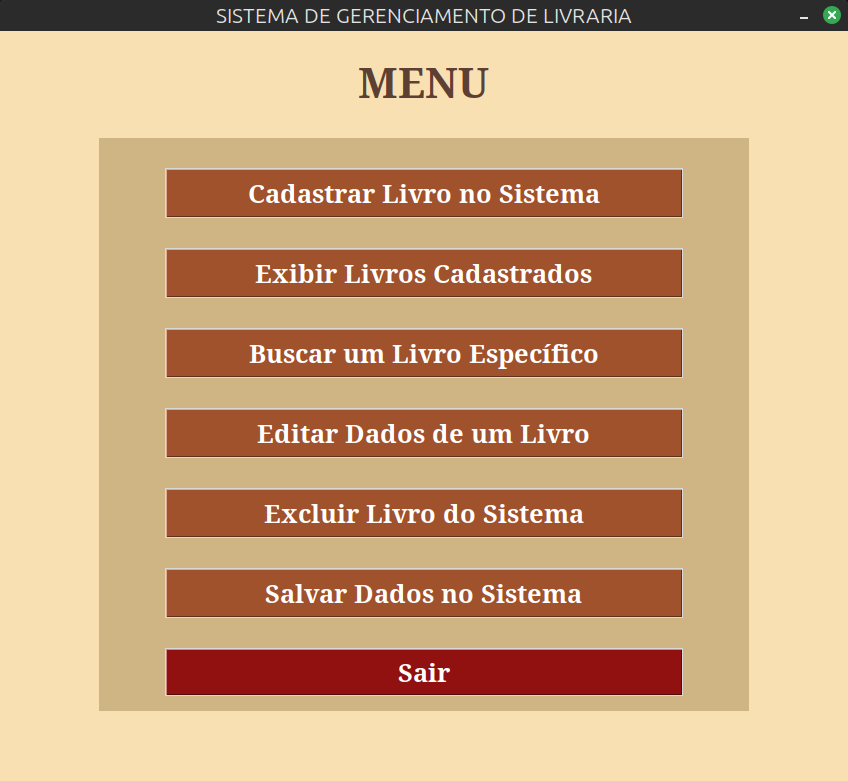 SISTEMA DE GERENCIAMENTO DE LIVRARIA
MENU
Cadastrar Livro no Sistema
Exibir Livros Cadastrados
Buscar um Livro Específico
Editar Dados de um Livro
Excluir Livro do Sistema
Salvar Dados no Sistema
Sair